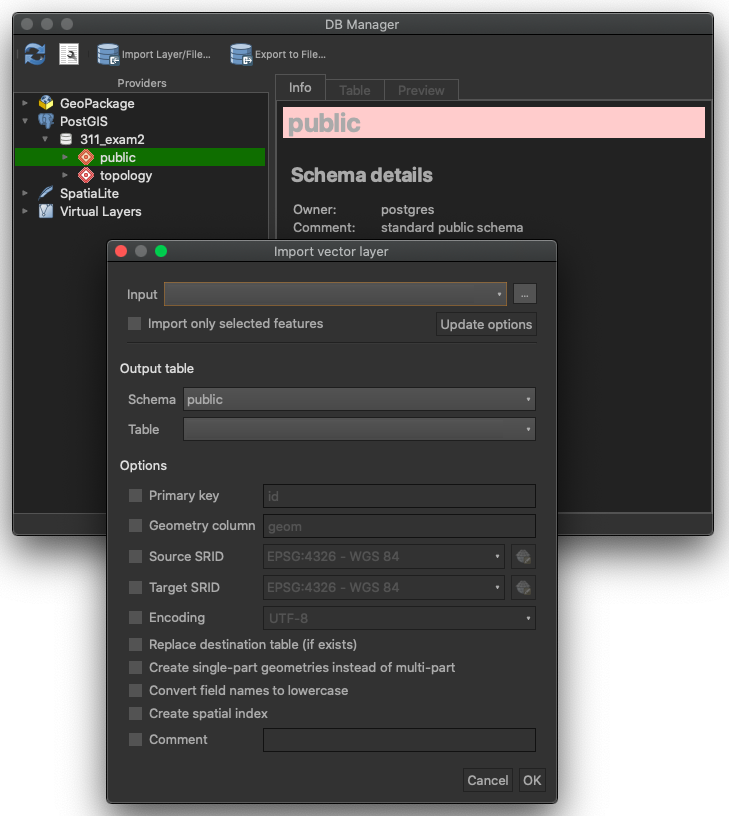 DB Manager
Import Layer/File... Export to File...
Providers
GeoPackage
PostGIS
311_exam2
public
topology
SpatiaLite
Virtual Layers
Info Table Preview
public
Schema details
Owner: postgres
Comment: standard public schema
Import vector layer
Input ...
Import only selected features Update options
Output table
Schema public
Table
Options
Primary key id
Geometry column geom
Source SRID EPSG:4326 - WGS 84
Target SRID EPSG:4326 - WGS 84
Encoding UTF-8
Replace destination table (if exists)
Create single-part geometries instead of multi-part
Convert field names to lowercase
Create spatial index
Comment
Cancel OK